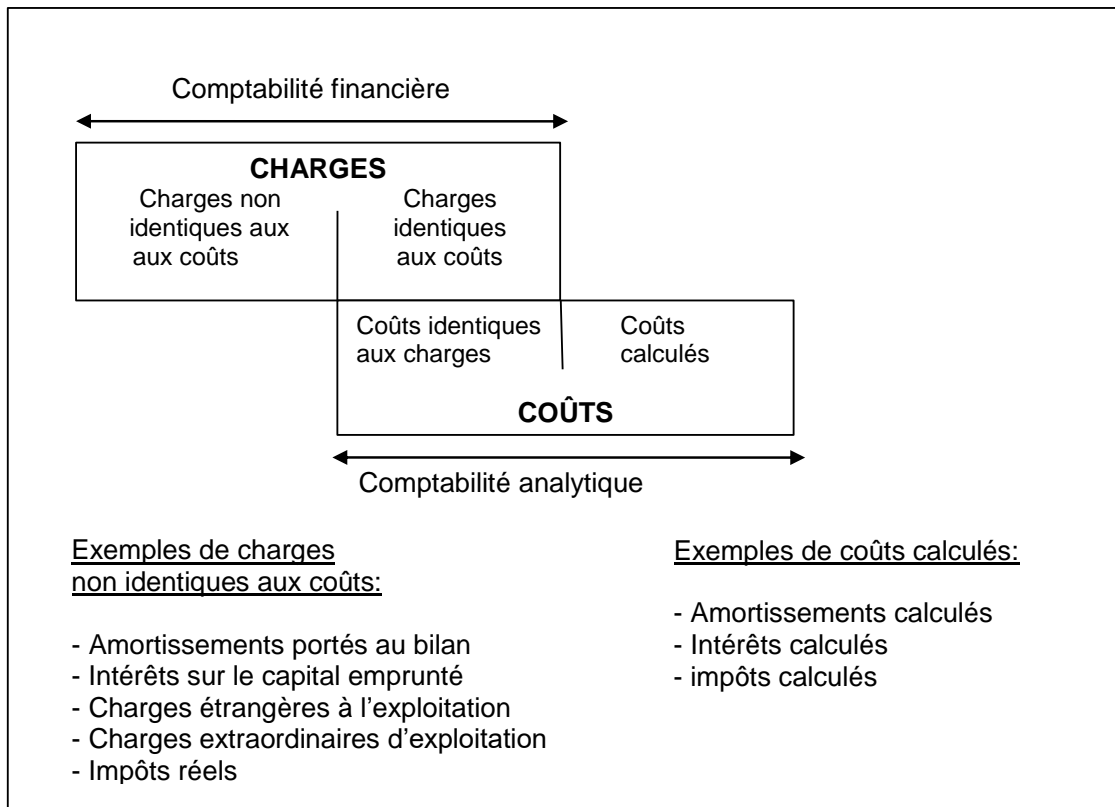 Comptabilité financière
CHARGES
Charges non
identiques aux
aux coûts
Charges
identiques
aux coûts
Coûts identiques
aux charges
Coûts
calculés
COÛTS
Comptabilité analytique
Exemples de charges
non identiques aux coûts:
- Amortissements portés au bilan
- Intérêts sur le capital emprunté
- Charges étrangères à l’exploitation
- Charges extraordinaires d’exploitation
- Impôts réels
Exemples de coûts calculés:
- Amortissements calculés
- Intérêts calculés
- impôts calculés